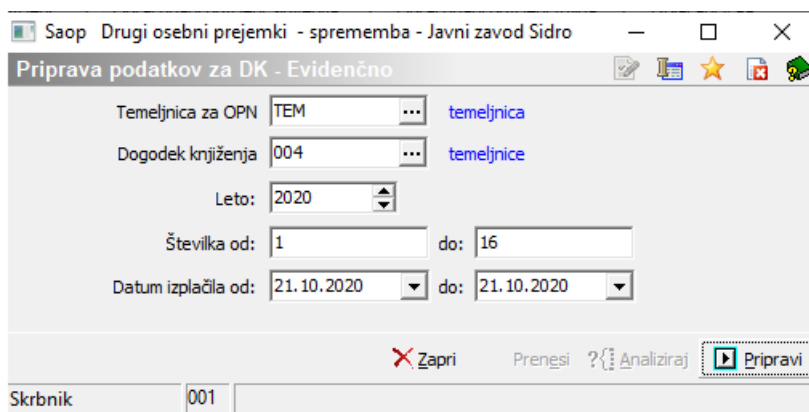 Saop Drugi osebni prejemki - sprememba - Javni zavod Sidro
Priprava podatkov za DK - Evidenčno
Temeljnica za OPN TEM ... temeljnica
Dogodek knjiženja 004 ... temeljnice
Leto: 2020
Številka od: 1 do: 16
Datum izplačila od: 21.10.2020 do: 21.10.2020
Zapri Prenesi ?{ Analiziraj Pripravi
Skrbnik 001